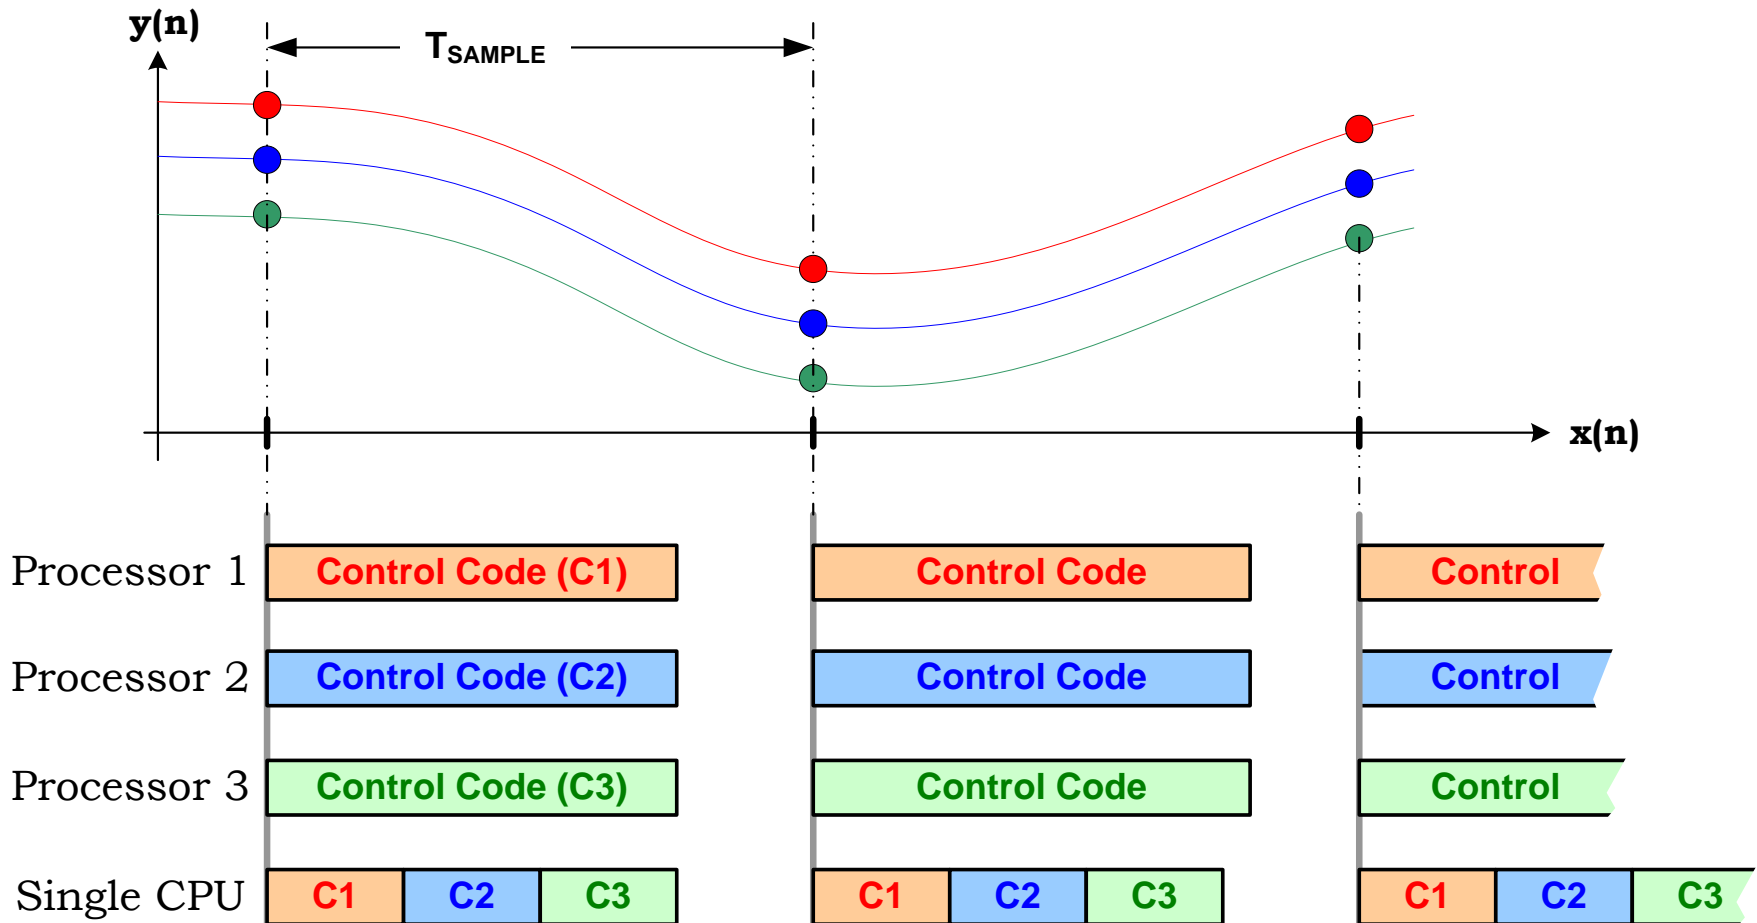 y(n)
TSAMPLE
x(n)
Processor 1
Control Code (C1)
Control Code
Control
Processor 2
Control Code (C2)
Control Code
Control
Processor 3
Control Code (C3)
Control Code
Control
Single CPU
C1 C2 C3
C1 C2 C3
C1 C2 C3